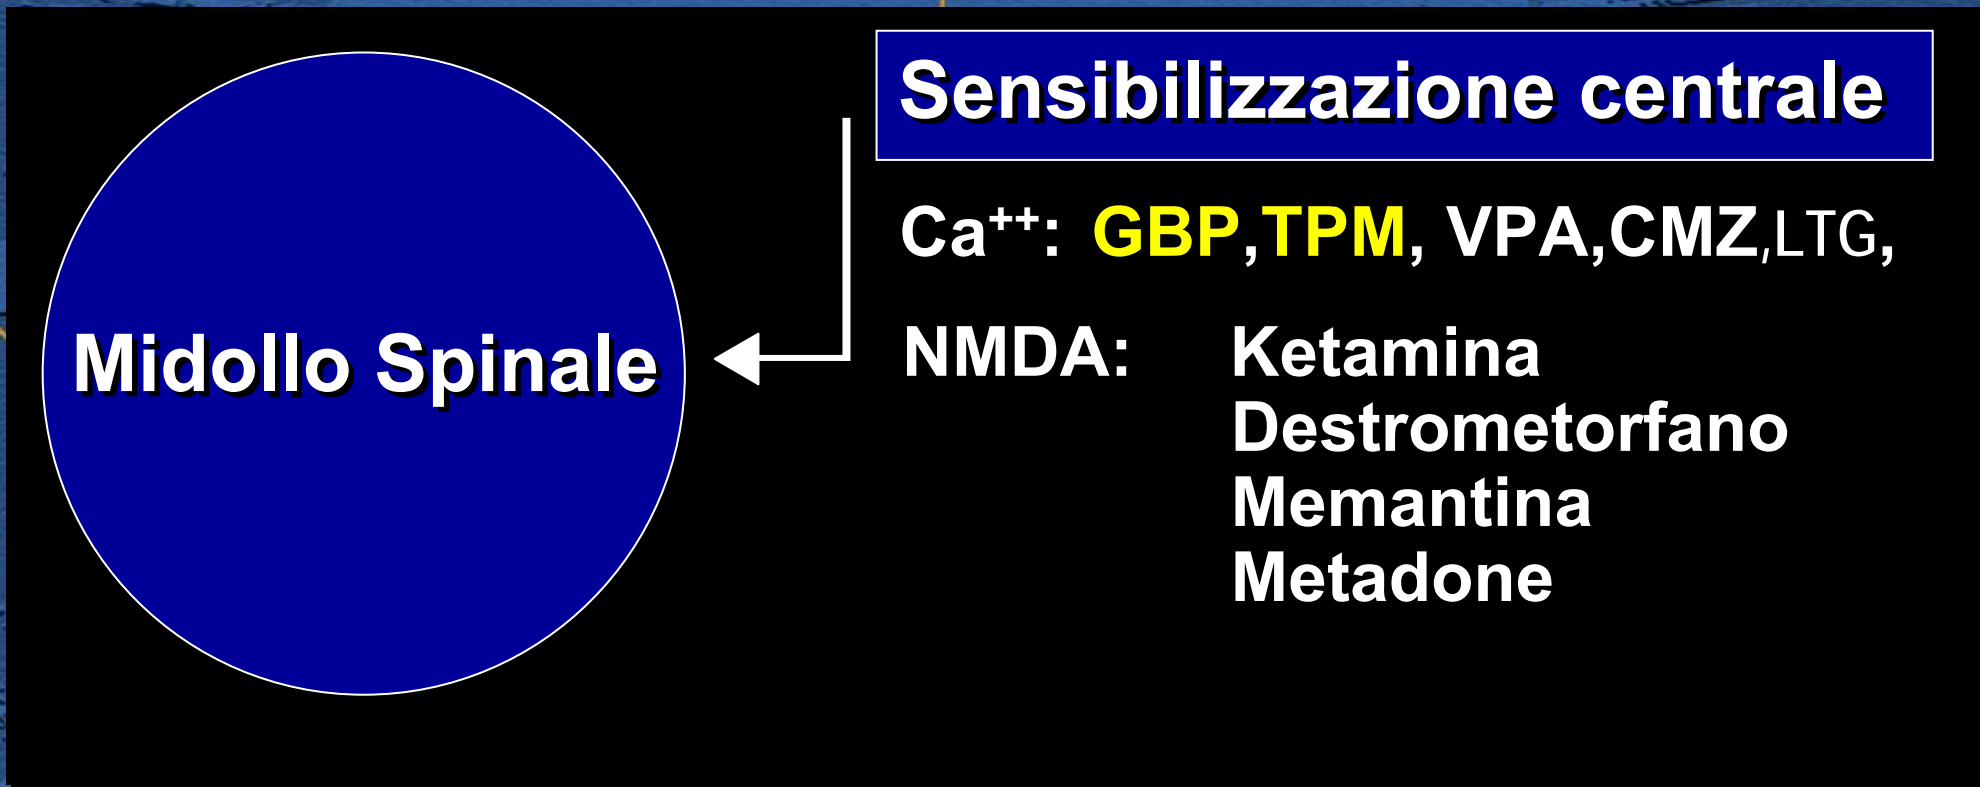 Sensibilizzazione centrale
Ca⁺⁺: GBP,TPM, VPA,CMZ,LTG,
Midollo Spinale
NMDA: Ketamina
Destrometorfano
Memantina
Metadone